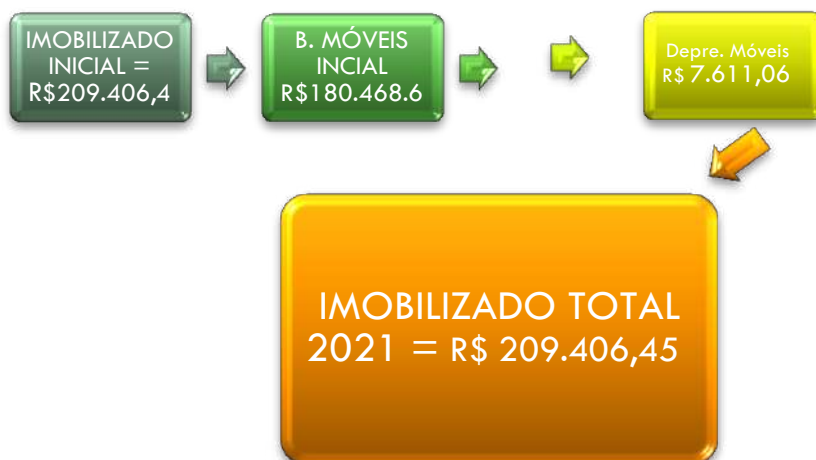 IMOBILIZADO
INICIAL =
R$209.406,4
B. MÓVEIS
INCIAL
R$180.468.6
Depre. Móveis
R$ 7.611,06
IMOBILIZADO TOTAL
2021 = R$ 209.406,45